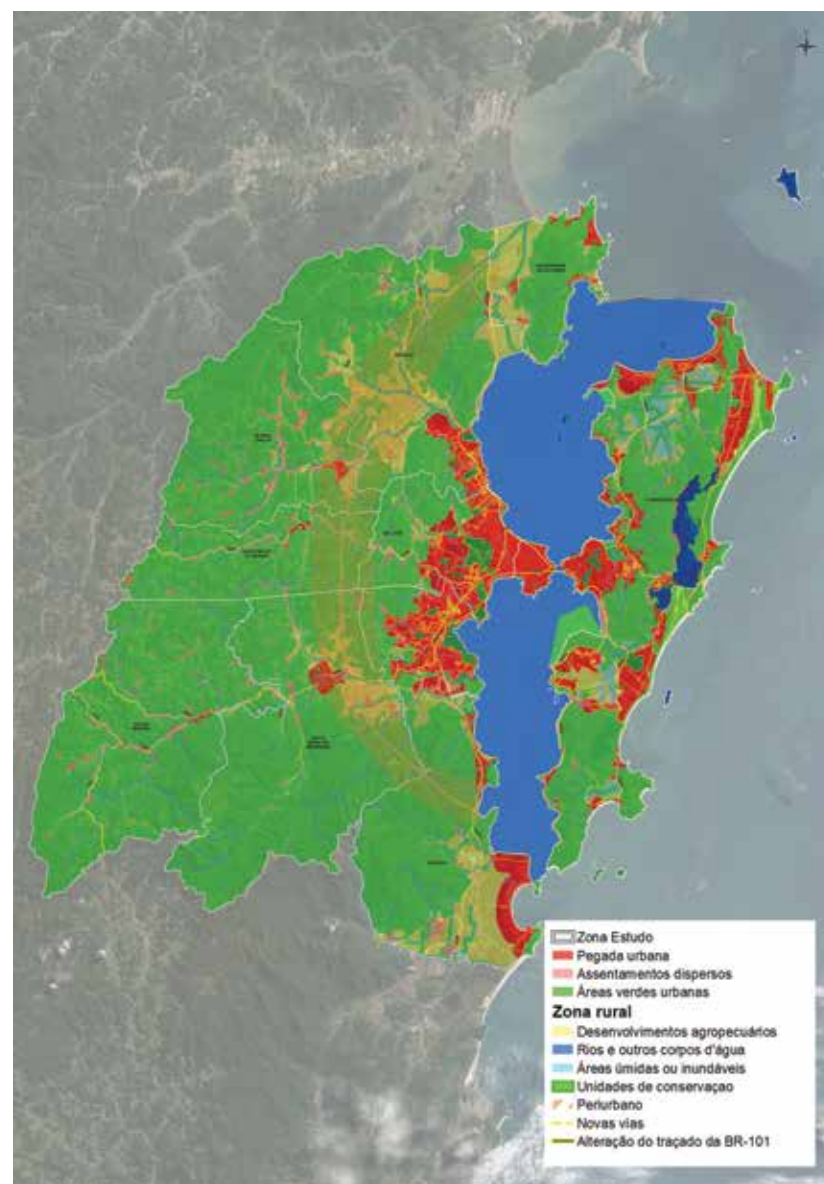 Zona Estudo
Pegada urbana
Assentamentos dispersos
Áreas verdes urbanas
Zona rural
Desenvolvimentos agropecuários
Rios e outros corpos d'água
Áreas úmidas ou inundáveis
Unidades de conservaçao
Periurbano
Novas vias
Alteração do traçado da BR-101